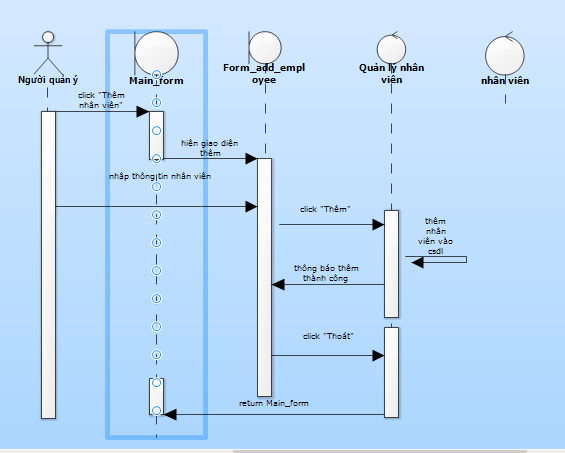 Người quản ý
Main_form
Form_add_empl
oyee
Quản lý nhân
viên
nhân viên
click "Thêm
nhân viên"
hiện giao diện
thêm
nhập thông tin nhân viên
click "Thêm"
thêm
nhân
viên vào
csdl
thông báo thêm
thành công
click "Thoát"
return Main_form